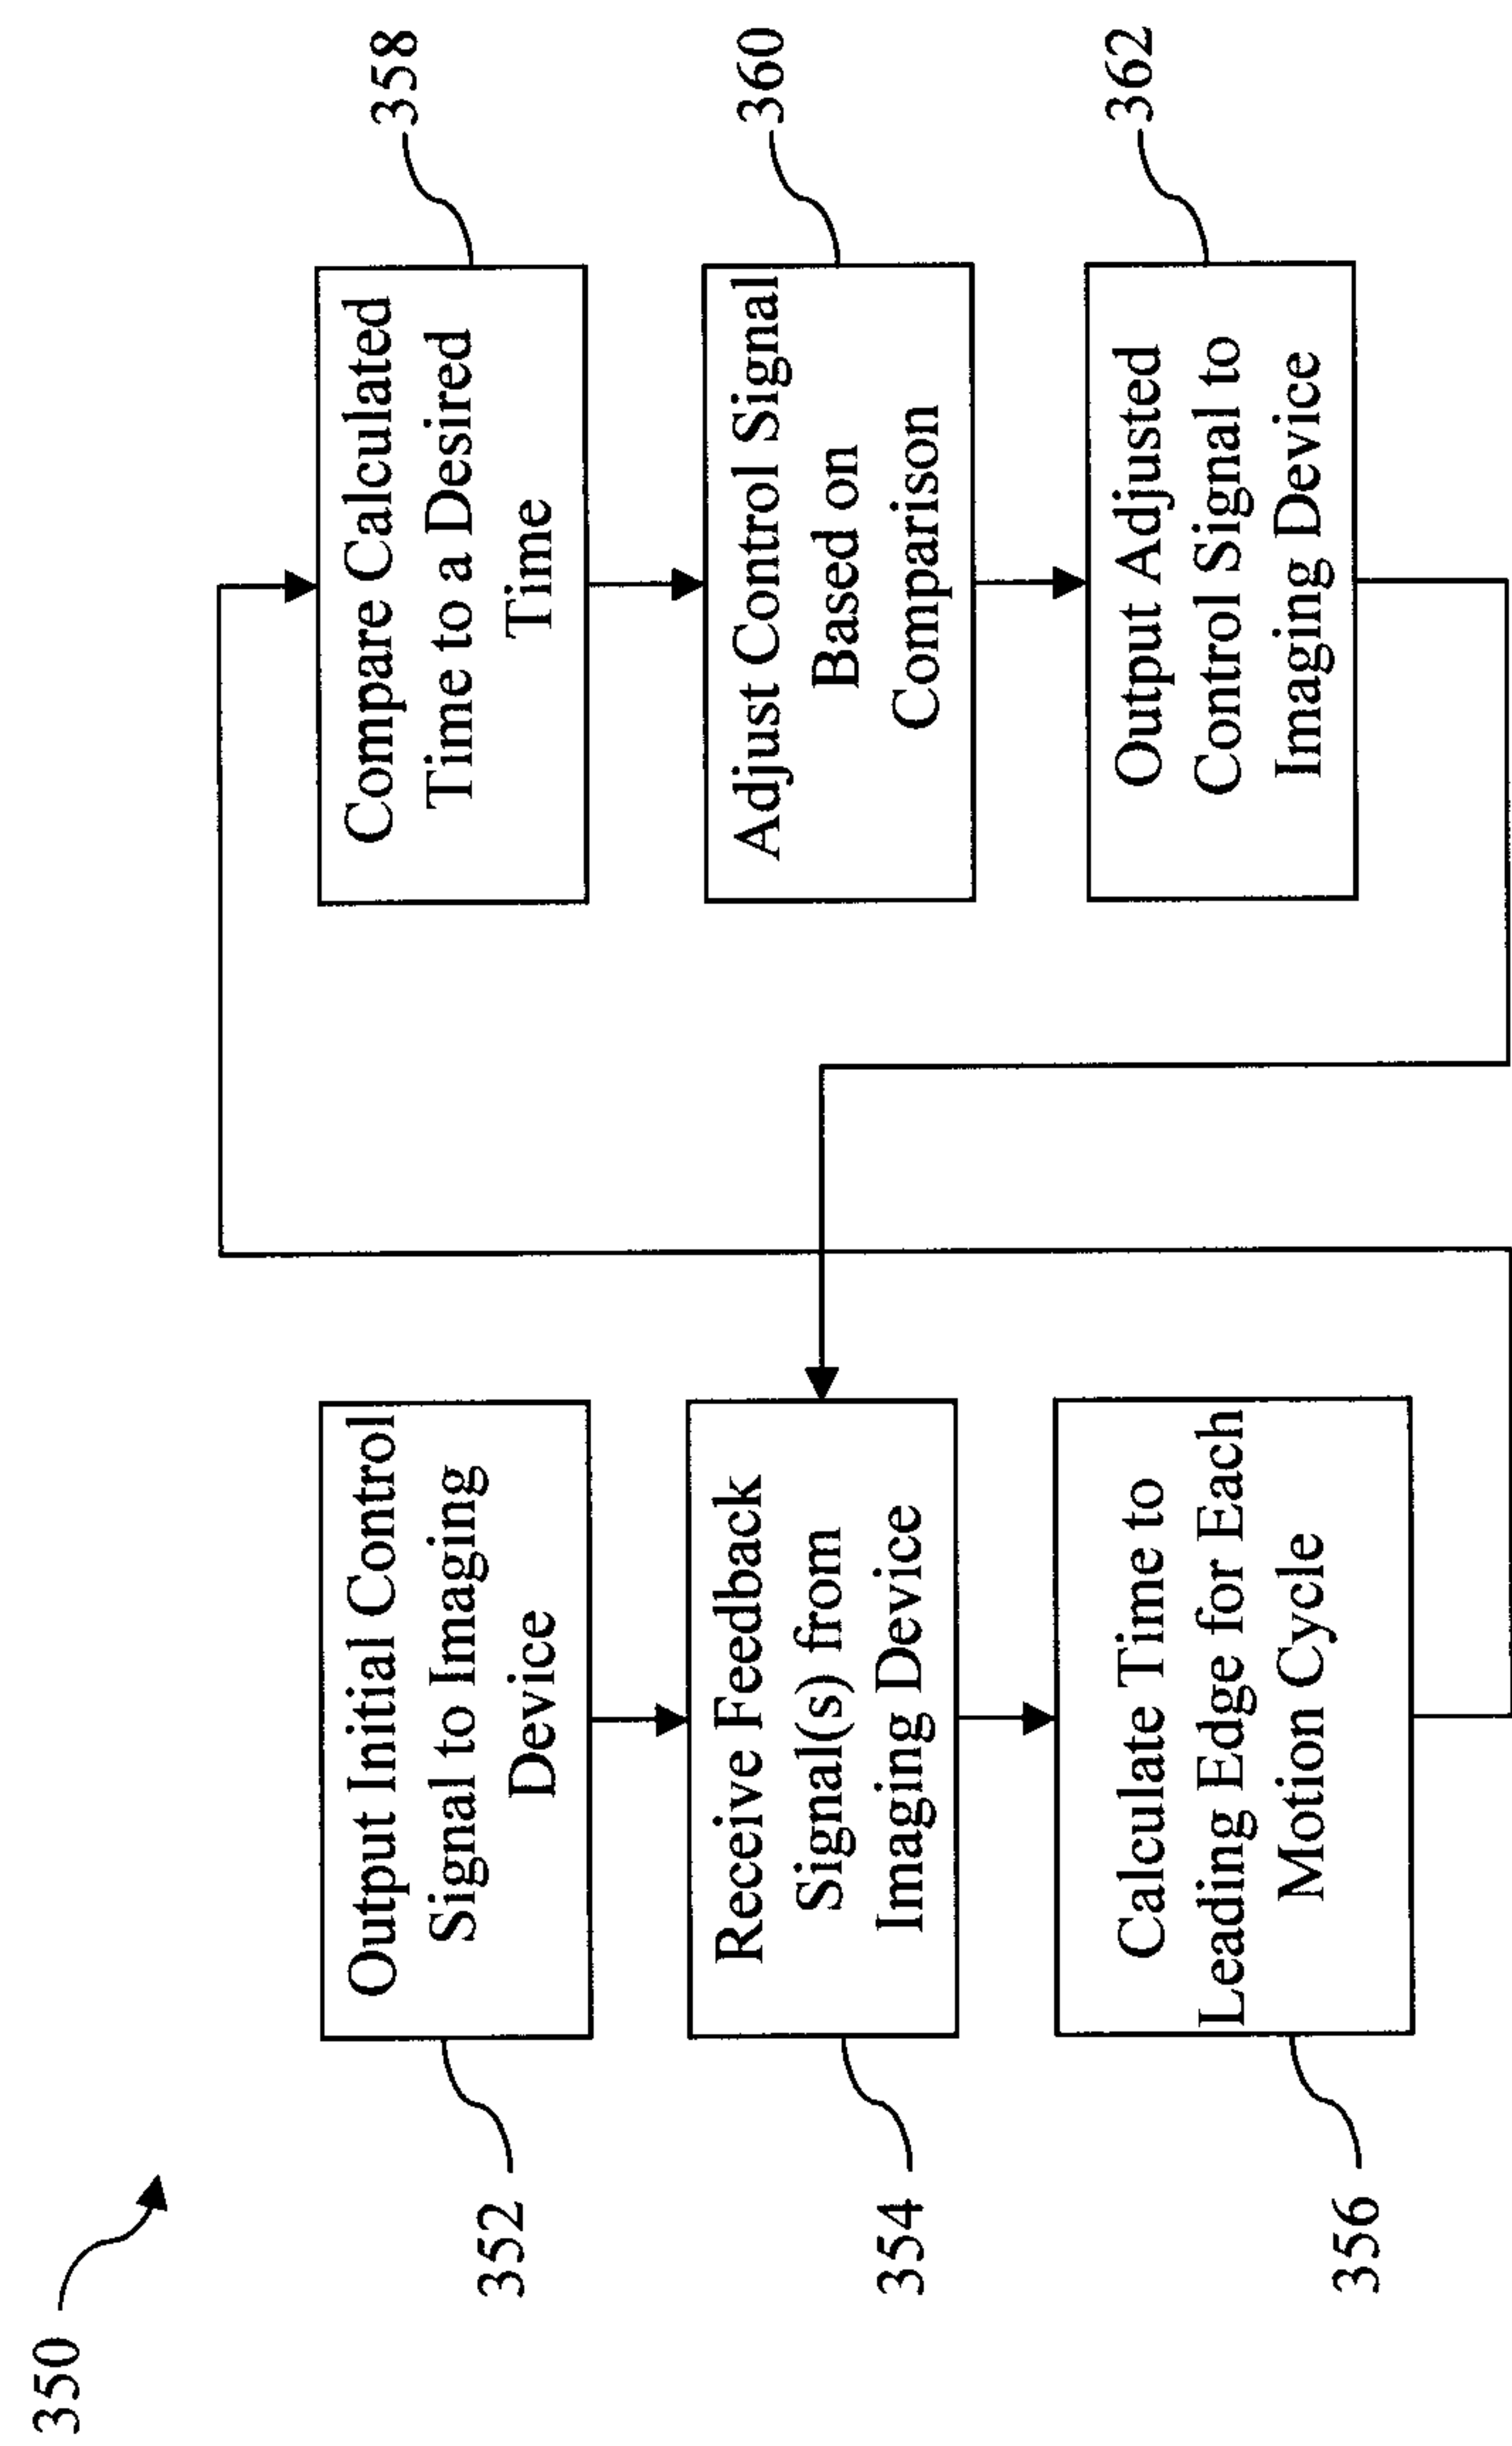 350
352
Output Initial Control
Signal to Imaging
Device
354
Receive Feedback
Signal(s) from
Imaging Device
356
Calculate Time to
Leading Edge for Each
Motion Cycle
358
Compare Calculated
Time to a Desired
Time
360
Adjust Control Signal
Based on
Comparison
362
Output Adjusted
Control Signal to
Imaging Device